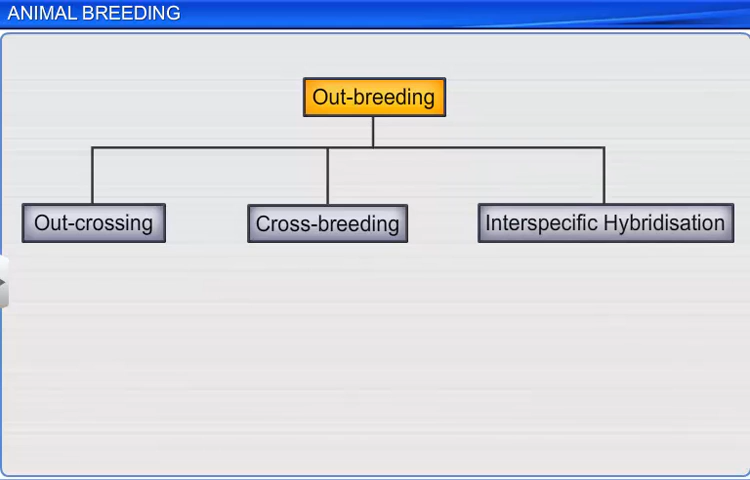 ANIMAL BREEDING
Out-breeding
Out-crossing
Cross-breeding
Interspecific Hybridisation